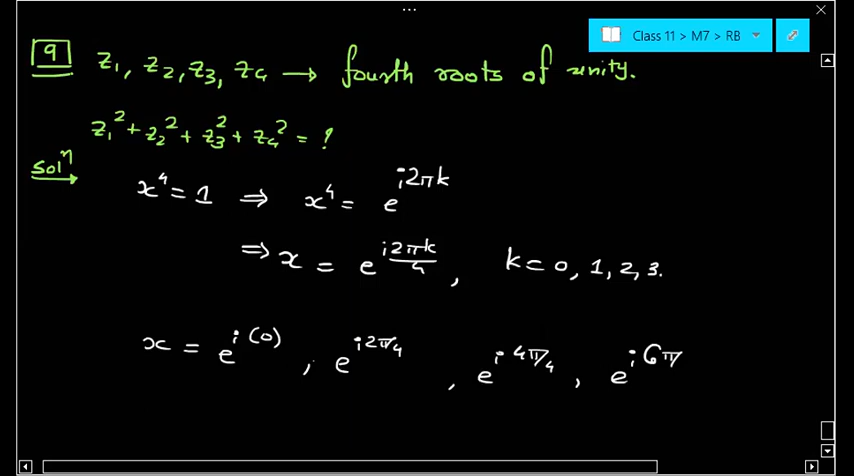 ...
Class 11 > M7 > RB
9 z₁, z₂, z₃, z₄ → fourth roots of unity.
z₁² + z₂² + z₃² + z₄² = ?
Solⁿ
x⁴ = 1 ⇒ x⁴ = e^{i2πk}
⇒ x = e^{i2πk/4}, k = 0, 1, 2, 3.
x = e^{i(0)}, e^{i2π/4}, e^{i4π/4}, e^{i6π}